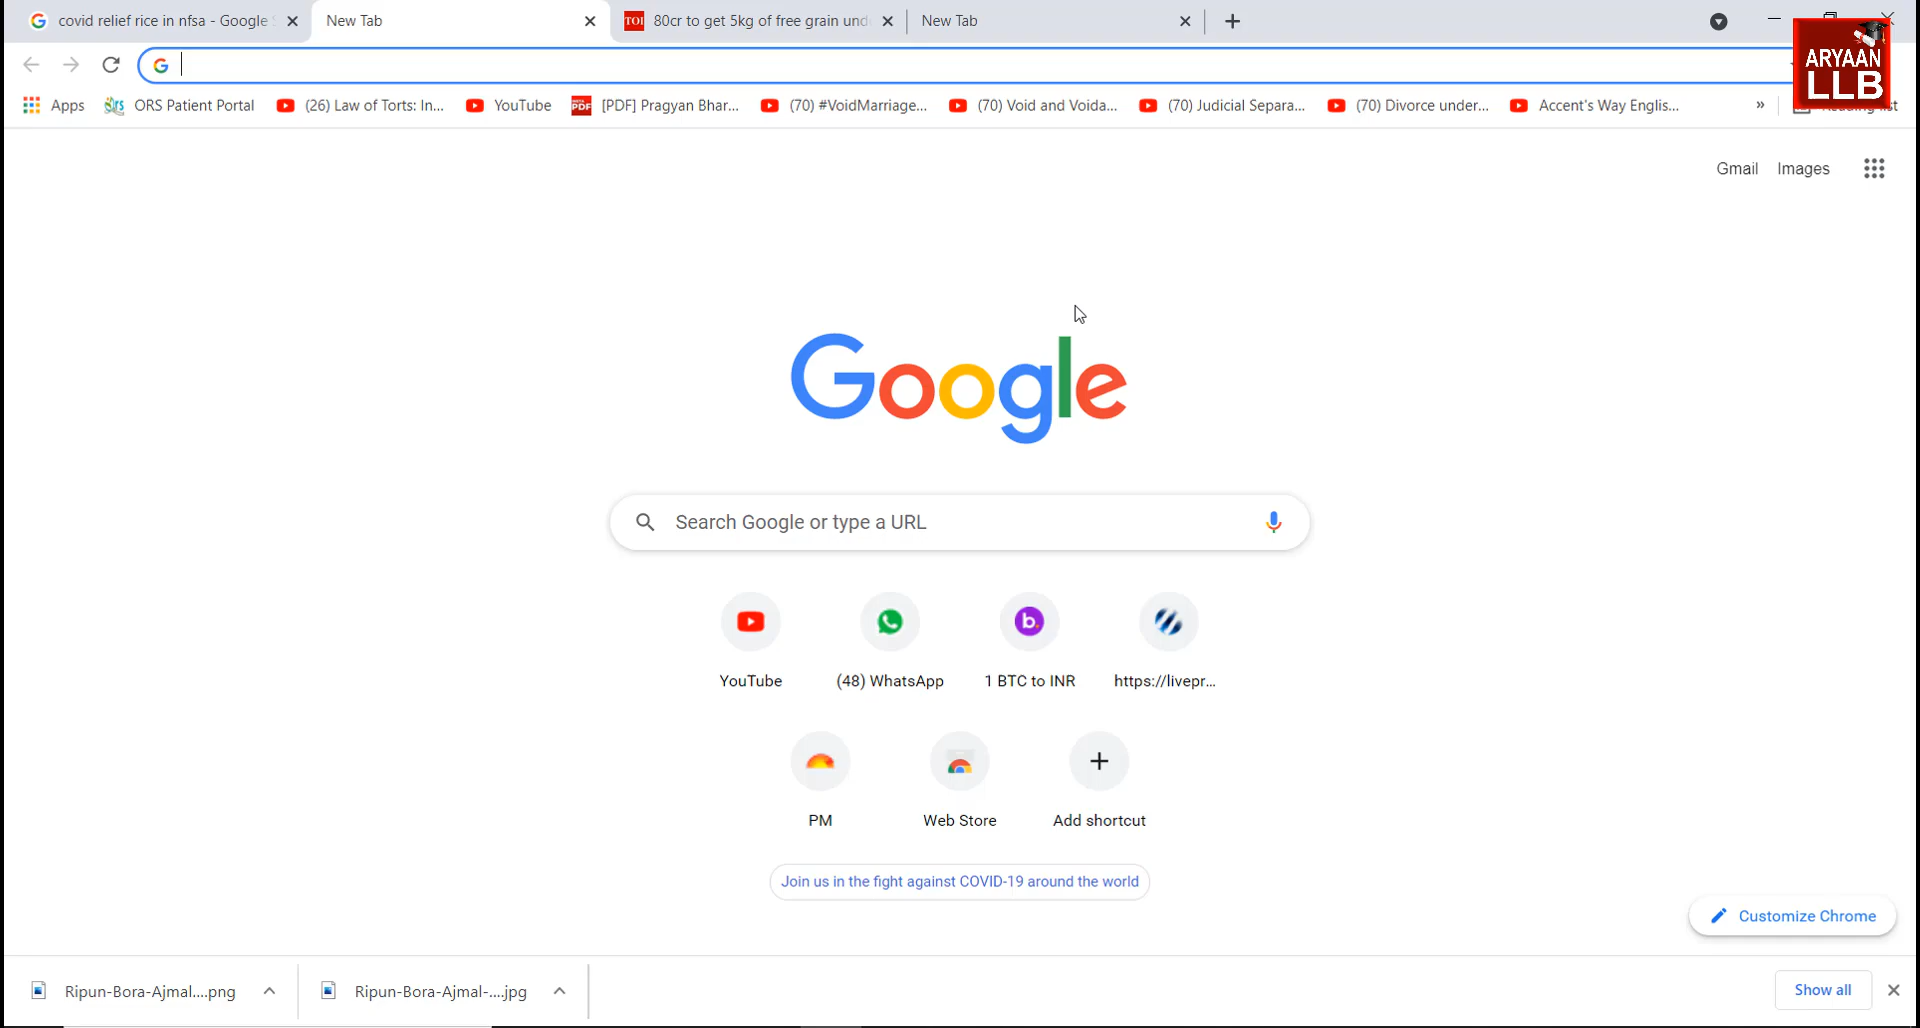 covid relief rice in nfsa - Google
New Tab
TOI 80cr to get 5kg of free grain und
New Tab
ARYAAN
LLB
Apps
ORS Patient Portal
(26) Law of Torts: In...
YouTube
PDF [PDF] Pragyan Bhar...
(70) #VoidMarriage...
(70) Void and Voida...
(70) Judicial Separa...
(70) Divorce under...
Accent's Way Englis...
»
Gmail Images
Google
Search Google or type a URL
YouTube
(48) WhatsApp
1 BTC to INR
https://livepr...
PM
Web Store
Add shortcut
Join us in the fight against COVID-19 around the world
Customize Chrome
Ripun-Bora-Ajmal....png
Ripun-Bora-Ajmal-....jpg
Show all